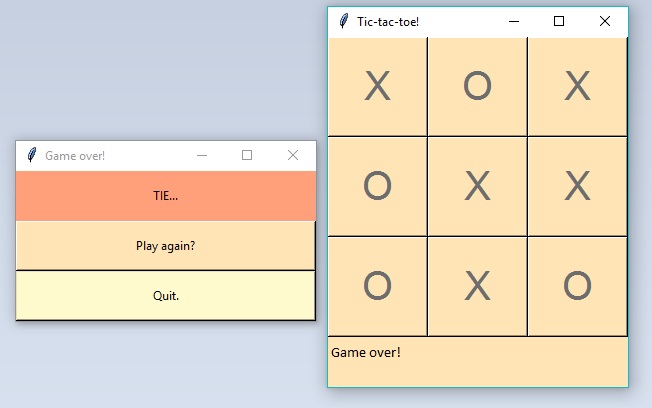 Game over!
TIE...
Play again?
Quit.
Tic-tac-toe!
X O X
O X X
O X O
Game over!